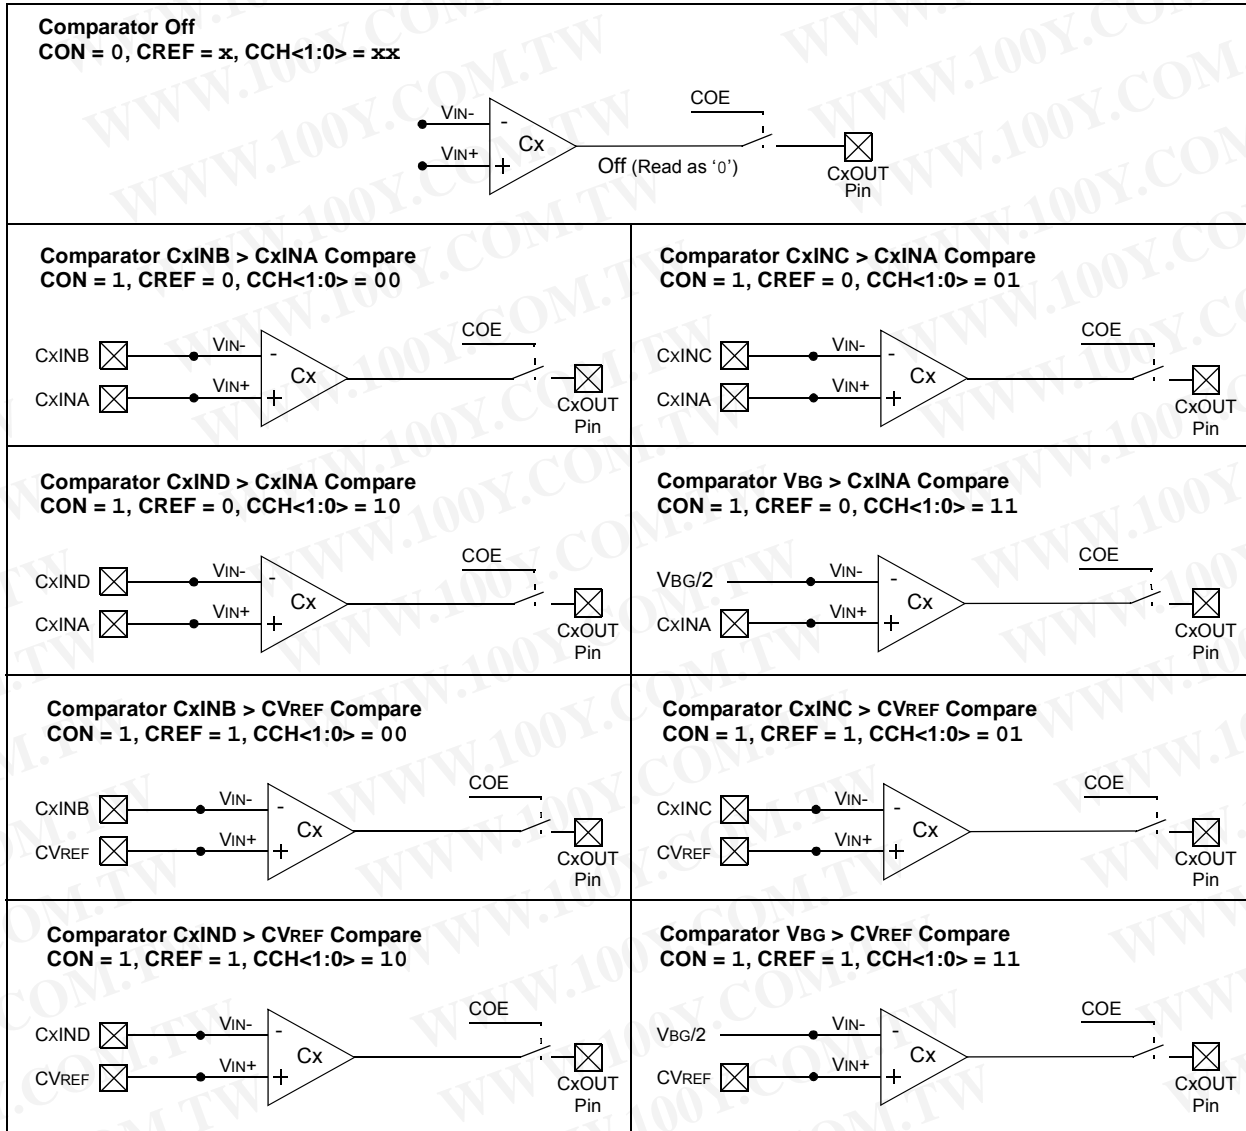 Comparator Off
CON = 0, CREF = x, CCH<1:0> = xx
COE
VIN-
-
Cx
VIN+
+
Off (Read as ‘0’)
CxOUT
Pin
Comparator CxINB > CxINA Compare
CON = 1, CREF = 0, CCH<1:0> = 00
COE
CxINB
VIN-
-
Cx
CxINA
VIN+
+
CxOUT
Pin
Comparator CxINC > CxINA Compare
CON = 1, CREF = 0, CCH<1:0> = 01
COE
CxINC
VIN-
-
Cx
CxINA
VIN+
+
CxOUT
Pin
Comparator CxIND > CxINA Compare
CON = 1, CREF = 0, CCH<1:0> = 10
COE
CxIND
VIN-
-
Cx
CxINA
VIN+
+
CxOUT
Pin
Comparator VBG > CxINA Compare
CON = 1, CREF = 0, CCH<1:0> = 11
COE
VBG/2
VIN-
-
Cx
CxINA
VIN+
+
CxOUT
Pin
Comparator CxINB > CVREF Compare
CON = 1, CREF = 1, CCH<1:0> = 00
COE
CxINB
VIN-
-
Cx
CVREF
VIN+
+
CxOUT
Pin
Comparator CxINC > CVREF Compare
CON = 1, CREF = 1, CCH<1:0> = 01
COE
CxINC
VIN-
-
Cx
CVREF
VIN+
+
CxOUT
Pin
Comparator CxIND > CVREF Compare
CON = 1, CREF = 1, CCH<1:0> = 10
COE
CxIND
VIN-
-
Cx
CVREF
VIN+
+
CxOUT
Pin
Comparator VBG > CVREF Compare
CON = 1, CREF = 1, CCH<1:0> = 11
COE
VBG/2
VIN-
-
Cx
CVREF
VIN+
+
CxOUT
Pin
WWW.100Y.COM.TW